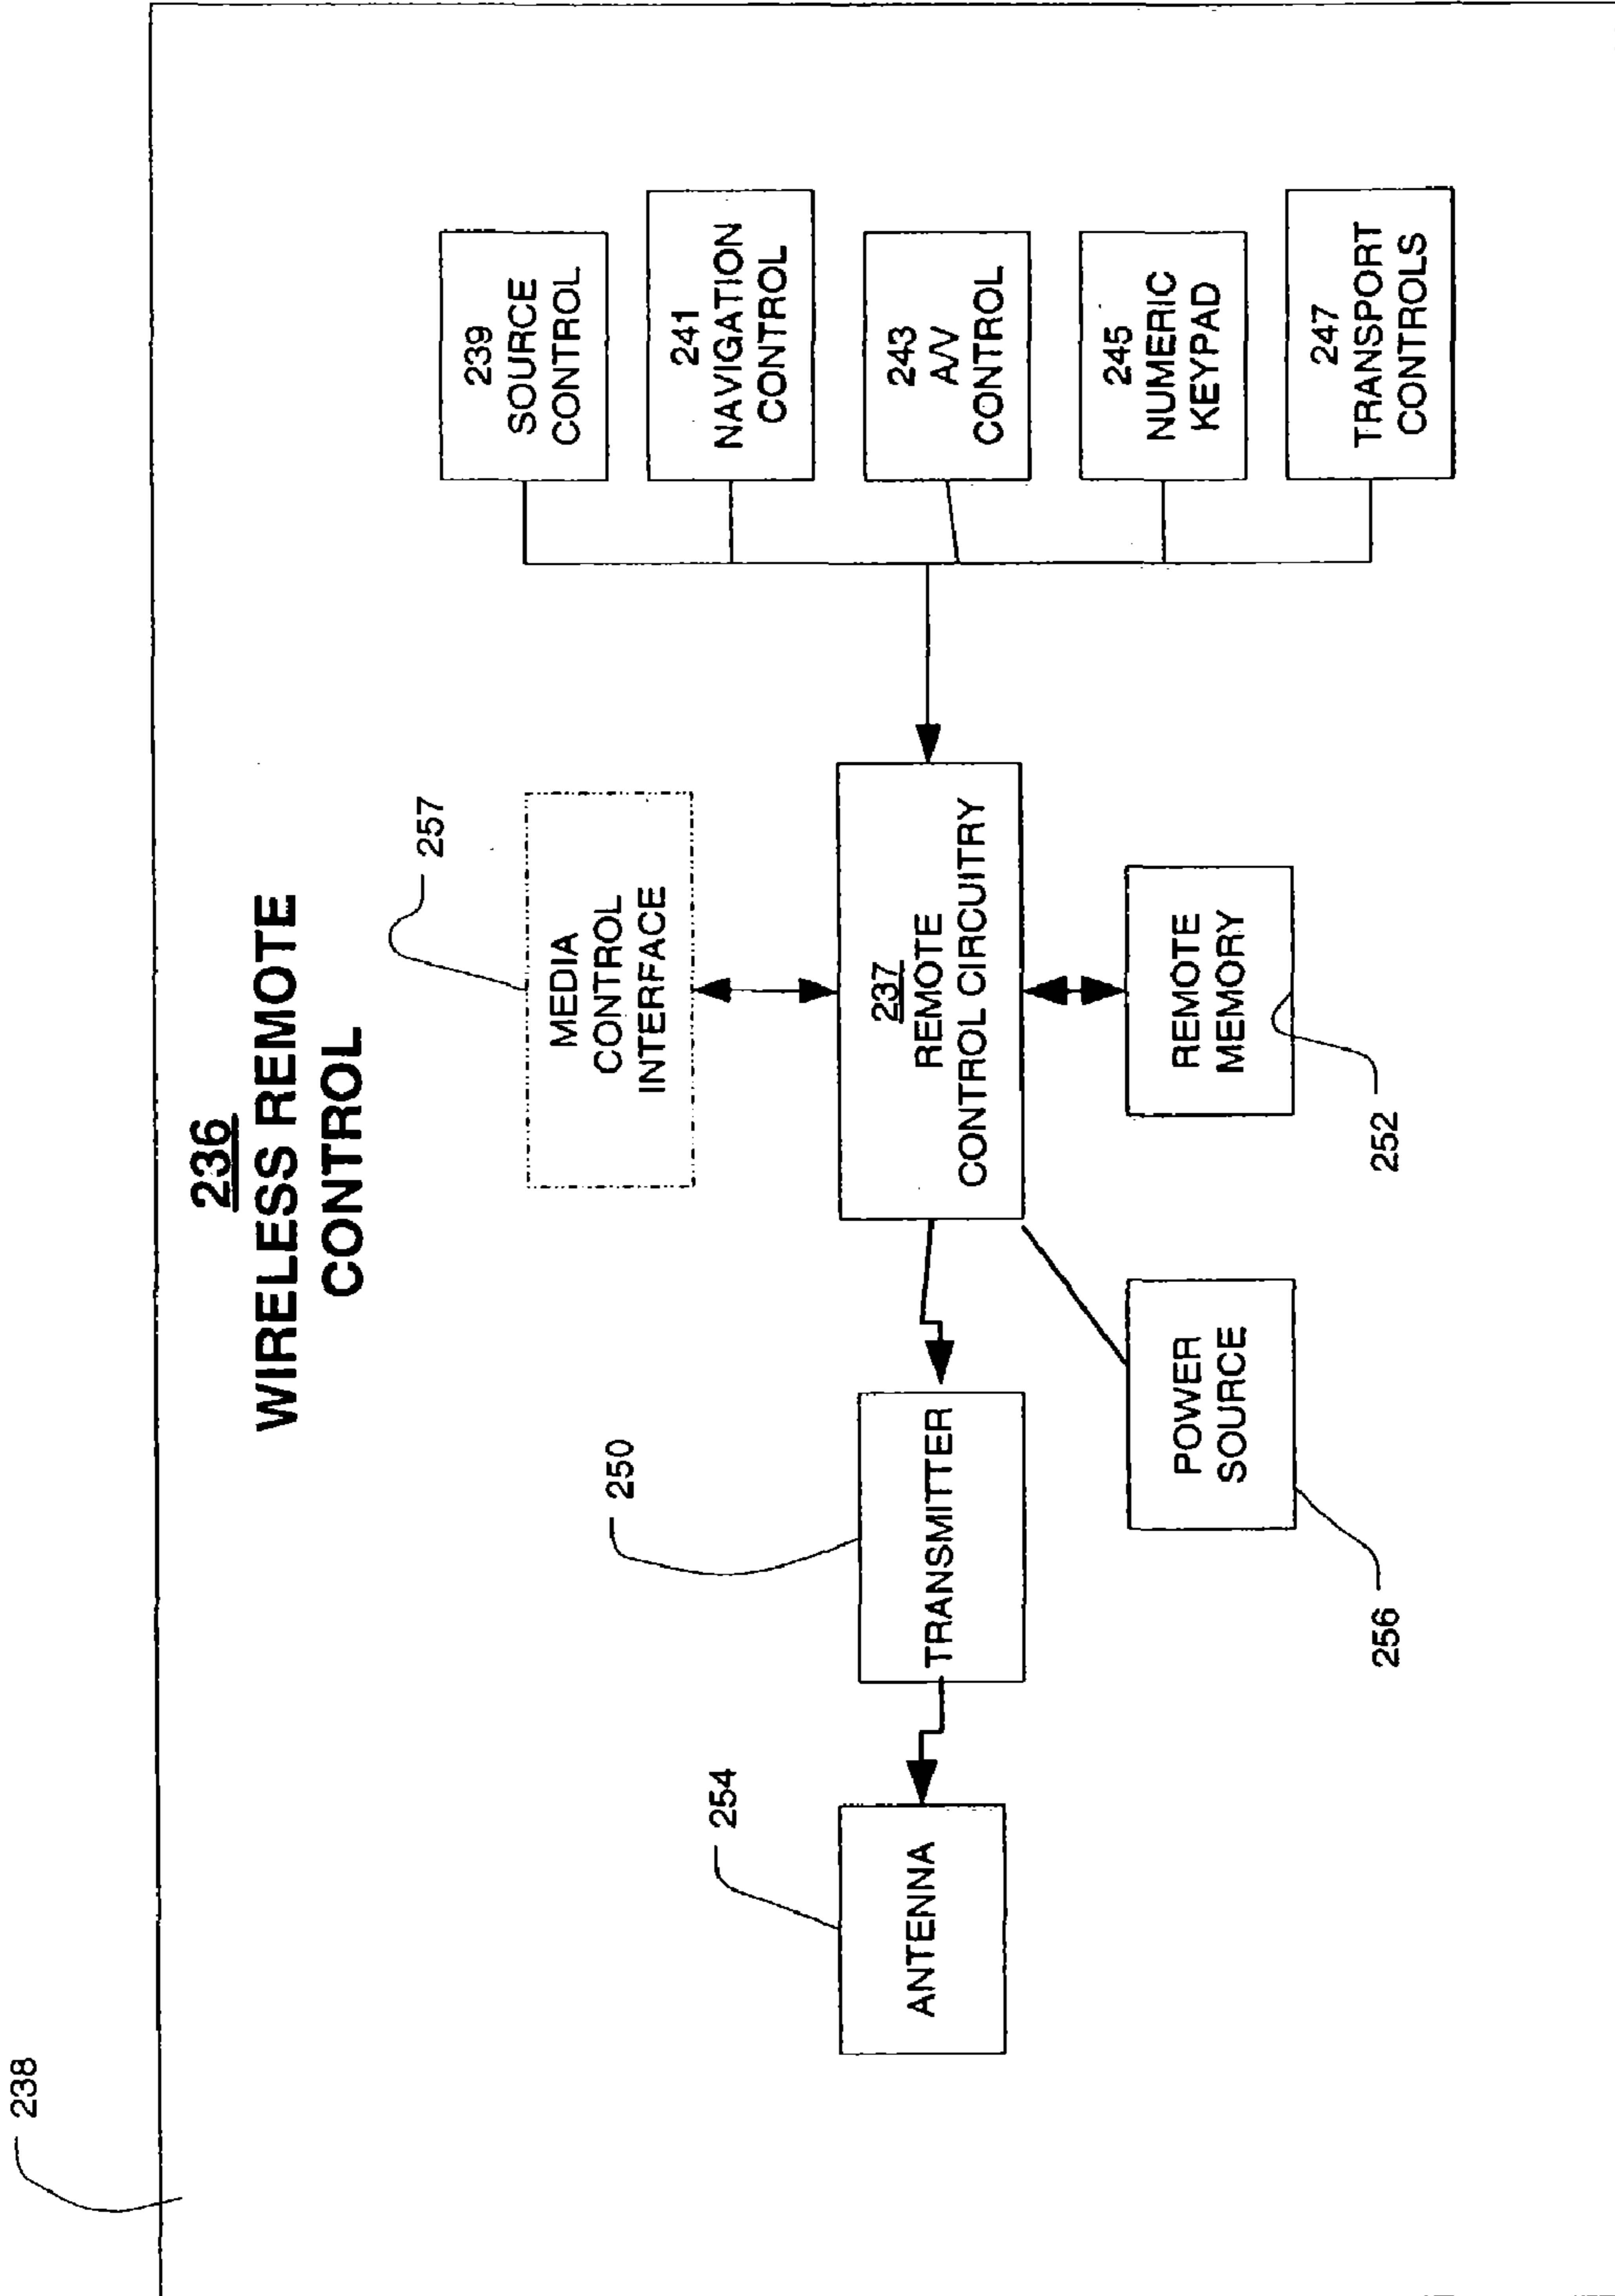 238
236
WIRELESS REMOTE
CONTROL
257
MEDIA
CONTROL
INTERFACE
239
SOURCE
CONTROL
241
NAVIGATION
CONTROL
243
A/V
CONTROL
245
NUMERIC
KEYPAD
247
TRANSPORT
CONTROLS
254
ANTENNA
250
TRANSMITTER
237
REMOTE
CONTROL CIRCUITRY
256
POWER
SOURCE
252
REMOTE
MEMORY